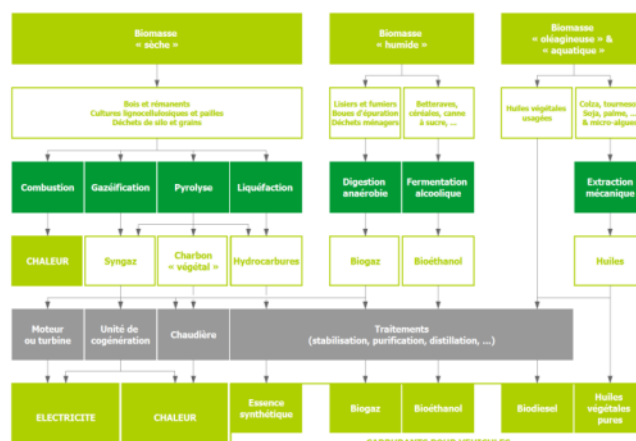 Biomasse
« sèche »
Biomasse
« humide »
Biomasse
« oléagineuse » &
« aquatique »
Bois et rémanents
Cultures lignocellulosiques et pailles
Déchets de silo et grains
Lisiers et fumiers
Boues d'épuration
Déchets ménagers
Betteraves,
céréales, canne
à sucre, ...
Huiles végétales
usagées
Colza, tournesol
Soja, palme, ...
& micro-algues
Combustion
Gazéification
Pyrolyse
Liquéfaction
Digestion
anaérobie
Fermentation
alcoolique
Extraction
mécanique
CHALEUR
Syngaz
Charbon
« végétal »
Hydrocarbures
Biogaz
Bioéthanol
Huiles
Moteur
ou turbine
Unité de
cogénération
Chaudière
Traitements
(stabilisation, purification, distillation, ...)
ELECTRICITE
CHALEUR
Essence
synthétique
Biogaz
Bioéthanol
Biodiesel
Huiles
végétales
pures